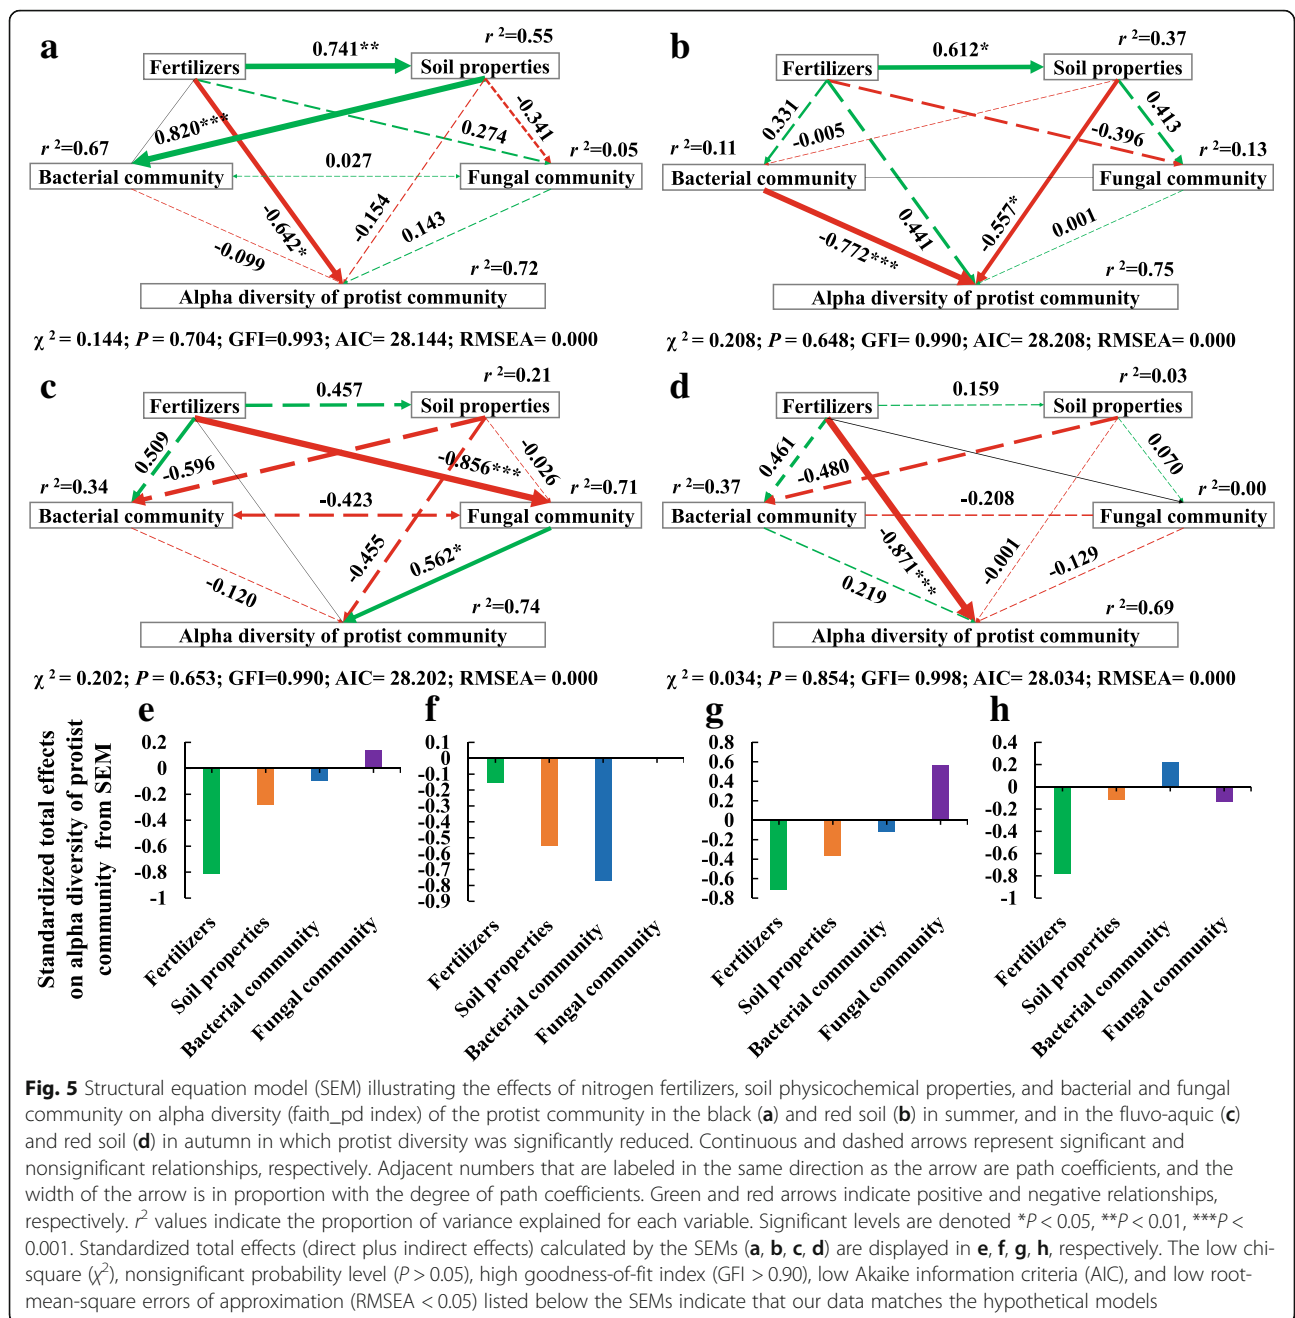 a
r²=0.55
0.741**
Fertilizers
Soil properties
0.820***
0.274
-0.341
r²=0.67
r²=0.05
0.027
Bacterial community
Fungal community
-0.642*
-0.154
0.143
-0.099
r²=0.72
Alpha diversity of protist community
χ² = 0.144; P = 0.704; GFI=0.993; AIC= 28.144; RMSEA= 0.000
b
r²=0.37
0.612*
Fertilizers
Soil properties
0.331
-0.005
-0.396
0.413
r²=0.11
r²=0.13
Bacterial community
Fungal community
-0.772***
0.441
-0.557*
0.001
r²=0.75
Alpha diversity of protist community
χ² = 0.208; P = 0.648; GFI= 0.990; AIC= 28.208; RMSEA= 0.000
c
r²=0.21
0.457
Fertilizers
Soil properties
0.509
-0.596
-0.856***
-0.026
r²=0.34
r²=0.71
-0.423
Bacterial community
Fungal community
-0.455
0.562*
-0.120
r²=0.74
Alpha diversity of protist community
χ² = 0.202; P = 0.653; GFI=0.990; AIC= 28.202; RMSEA= 0.000
d
r²=0.03
0.159
Fertilizers
Soil properties
0.461
-0.480
0.070
r²=0.37
r²=0.00
-0.208
Bacterial community
Fungal community
-0.871***
-0.001
-0.129
0.219
r²=0.69
Alpha diversity of protist community
χ² = 0.034; P = 0.854; GFI= 0.998; AIC= 28.034; RMSEA= 0.000
Standardized total effects
on alpha diversity of protist
community from SEM
e
0.2
0
-0.2
-0.4
-0.6
-0.8
-1
Fertilizers
Soil properties
Bacterial community
Fungal community
f
0.1
0
-0.1
-0.2
-0.3
-0.4
-0.5
-0.6
-0.7
-0.8
-0.9
Fertilizers
Soil properties
Bacterial community
Fungal community
g
0.8
0.6
0.4
0.2
0
-0.2
-0.4
-0.6
-0.8
Fertilizers
Soil properties
Bacterial community
Fungal community
h
0.4
0.2
0
-0.2
-0.4
-0.6
-0.8
-1
Fertilizers
Soil properties
Bacterial community
Fungal community
Fig. 5 Structural equation model (SEM) illustrating the effects of nitrogen fertilizers, soil physicochemical properties, and bacterial and fungal
community on alpha diversity (faith_pd index) of the protist community in the black (a) and red soil (b) in summer, and in the fluvo-aquic (c)
and red soil (d) in autumn in which protist diversity was significantly reduced. Continuous and dashed arrows represent significant and
nonsignificant relationships, respectively. Adjacent numbers that are labeled in the same direction as the arrow are path coefficients, and the
width of the arrow is in proportion with the degree of path coefficients. Green and red arrows indicate positive and negative relationships,
respectively. r² values indicate the proportion of variance explained for each variable. Significant levels are denoted *P < 0.05, **P < 0.01, ***P <
0.001. Standardized total effects (direct plus indirect effects) calculated by the SEMs (a, b, c, d) are displayed in e, f, g, h, respectively. The low chi-
square (χ²), nonsignificant probability level (P > 0.05), high goodness-of-fit index (GFI > 0.90), low Akaike information criteria (AIC), and low root-
mean-square errors of approximation (RMSEA < 0.05) listed below the SEMs indicate that our data matches the hypothetical models